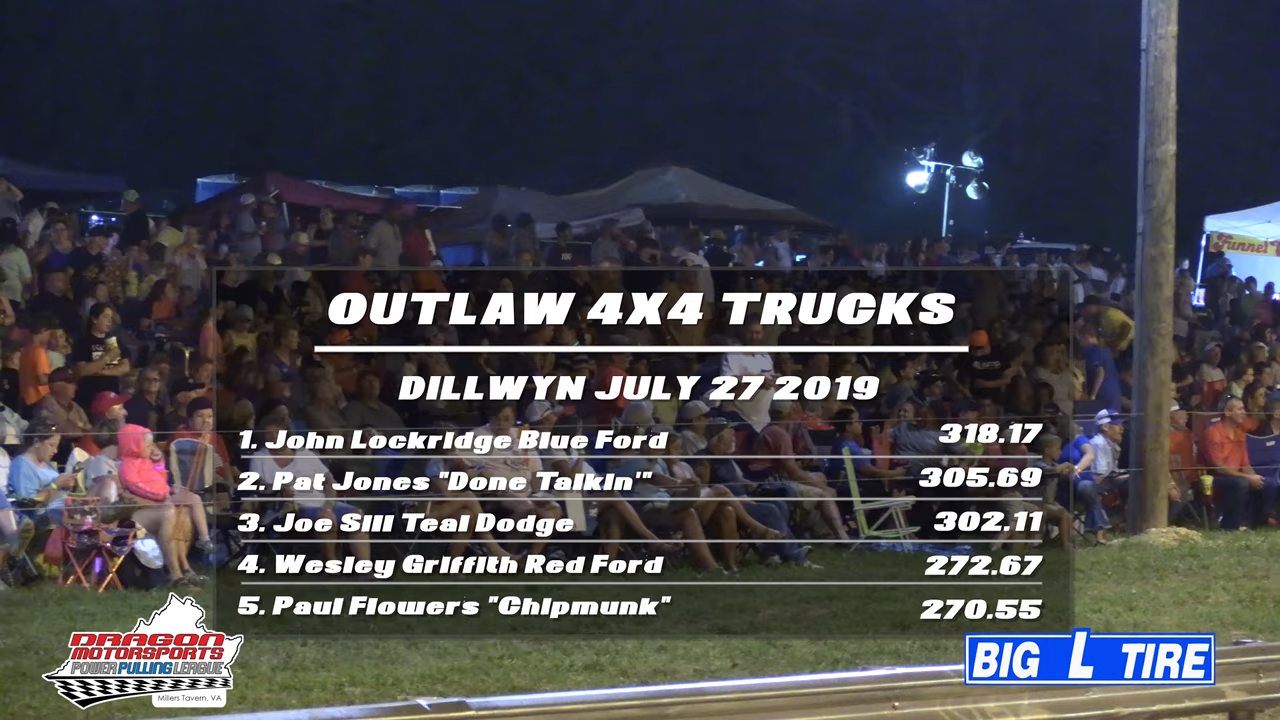 Funnel
OUTLAW 4X4 TRUCKS
DILLWYN JULY 27 2019
1. John Lockridge Blue Ford 318.17
2. Pat Jones "Done Talkin'" 305.69
3. Joe Sill Teal Dodge 302.11
4. Wesley Griffith Red Ford 272.67
5. Paul Flowers "Chipmunk" 270.55
DRAGON
MOTORSPORTS
POWER PULLING LEAGUE
Millers Tavern, VA
BIG L TIRE